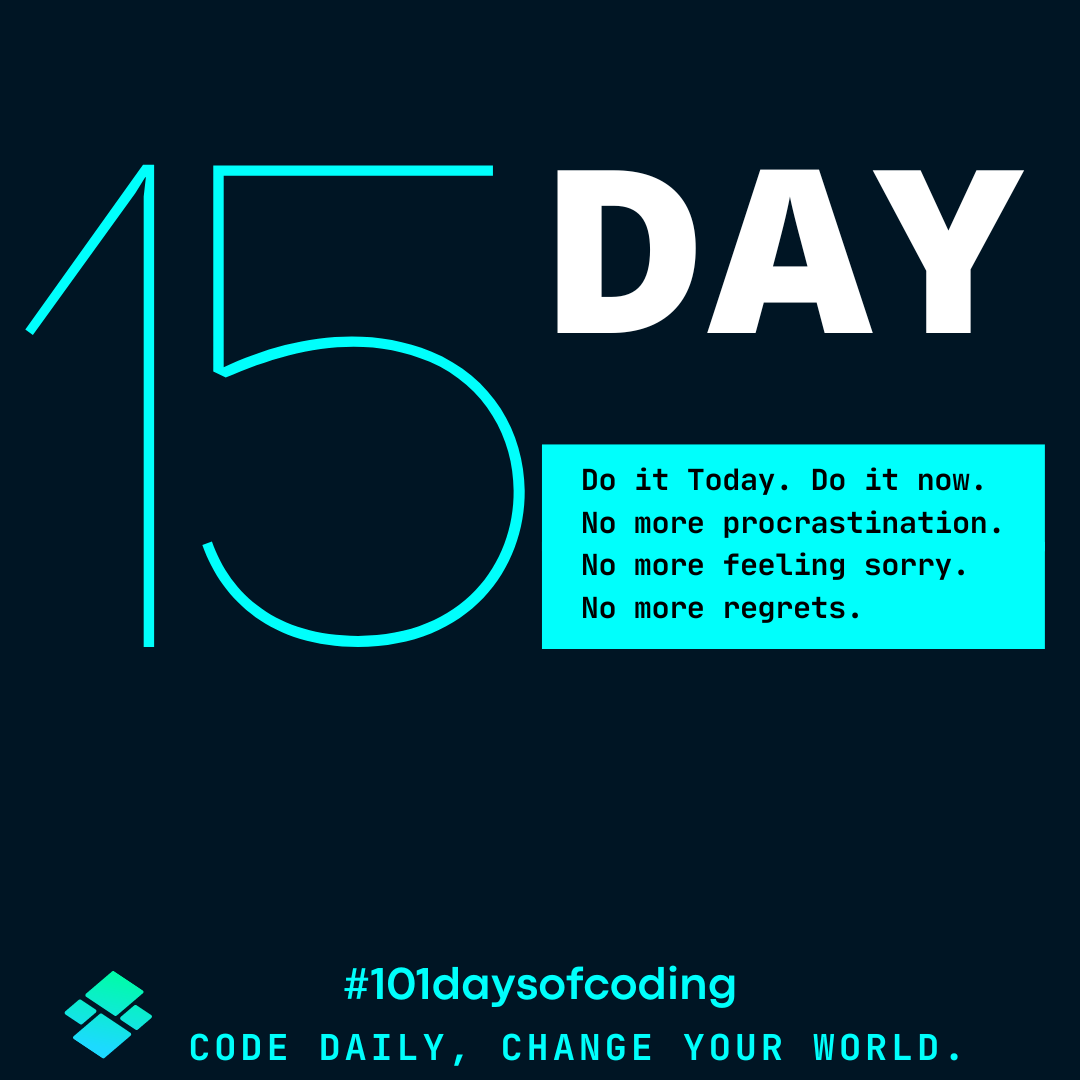 15 DAY
Do it Today. Do it now.
No more procrastination.
No more feeling sorry.
No more regrets.
#101daysofcoding
CODE DAILY, CHANGE YOUR WORLD.